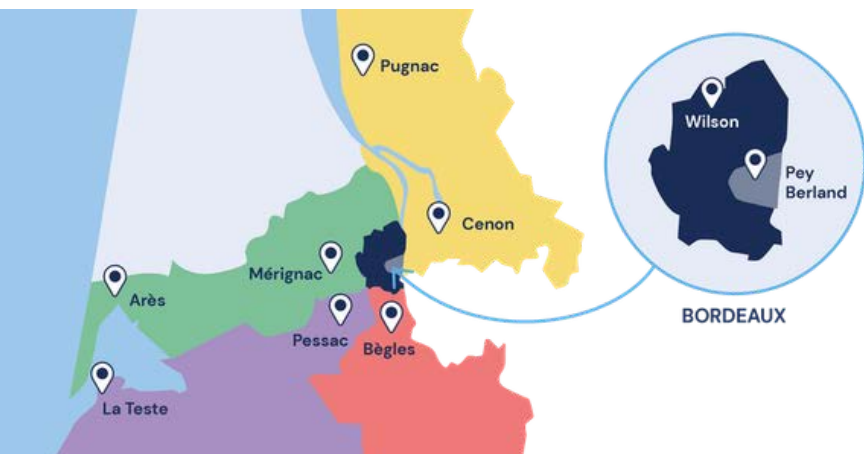 Pugnac
Wilson
Pey
Berland
Cenon
Mérignac
Arès
Pessac
Bègles
BORDEAUX
La Teste